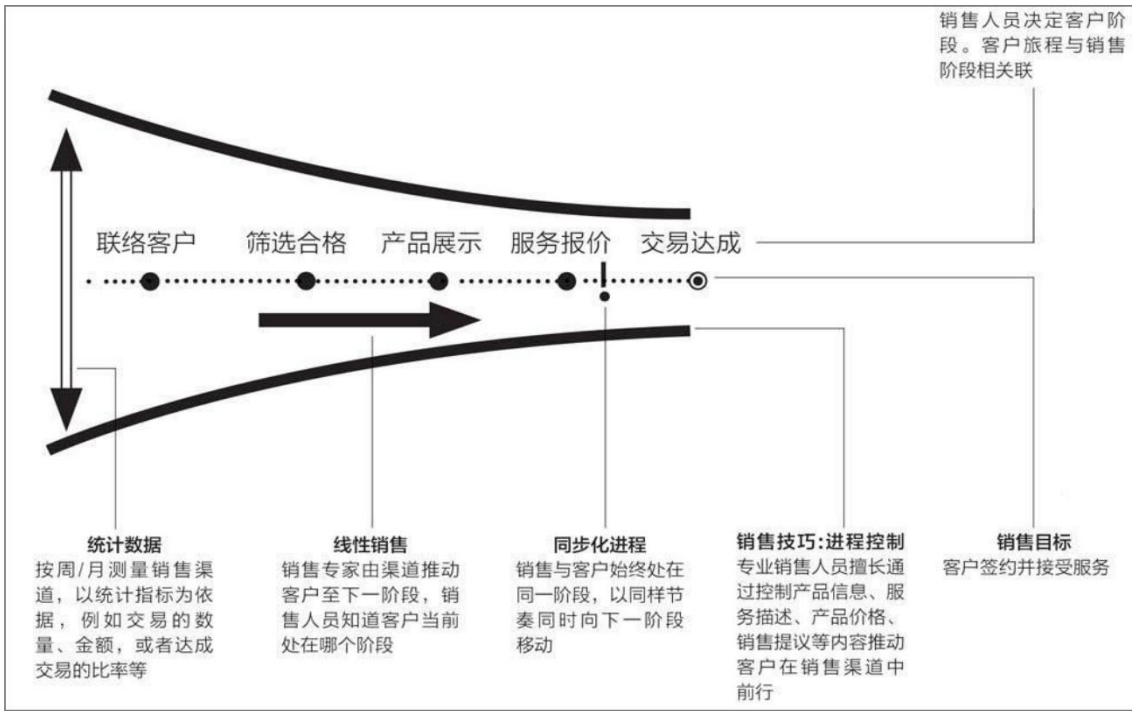 销售人员决定客户阶
段。客户旅程与销售
阶段相关联
联络客户 筛选合格 产品展示 服务报价 交易达成
统计数据
按周/月测量销售渠
道，以统计指标为依
据，例如交易的数
量、金额，或者达成
交易的比率等
线性销售
销售专家由渠道推动
客户至下一阶段，销
售人员知道客户当前
处在哪个阶段
同步化进程
销售与客户始终处在
同一阶段，以同样节
奏同时向下一阶段
移动
销售技巧:进程控制
专业销售人员擅长通
过控制产品信息、服
务描述、产品价格、
销售提议等内容推动
客户在销售渠道中
前行
销售目标
客户签约并接受服务